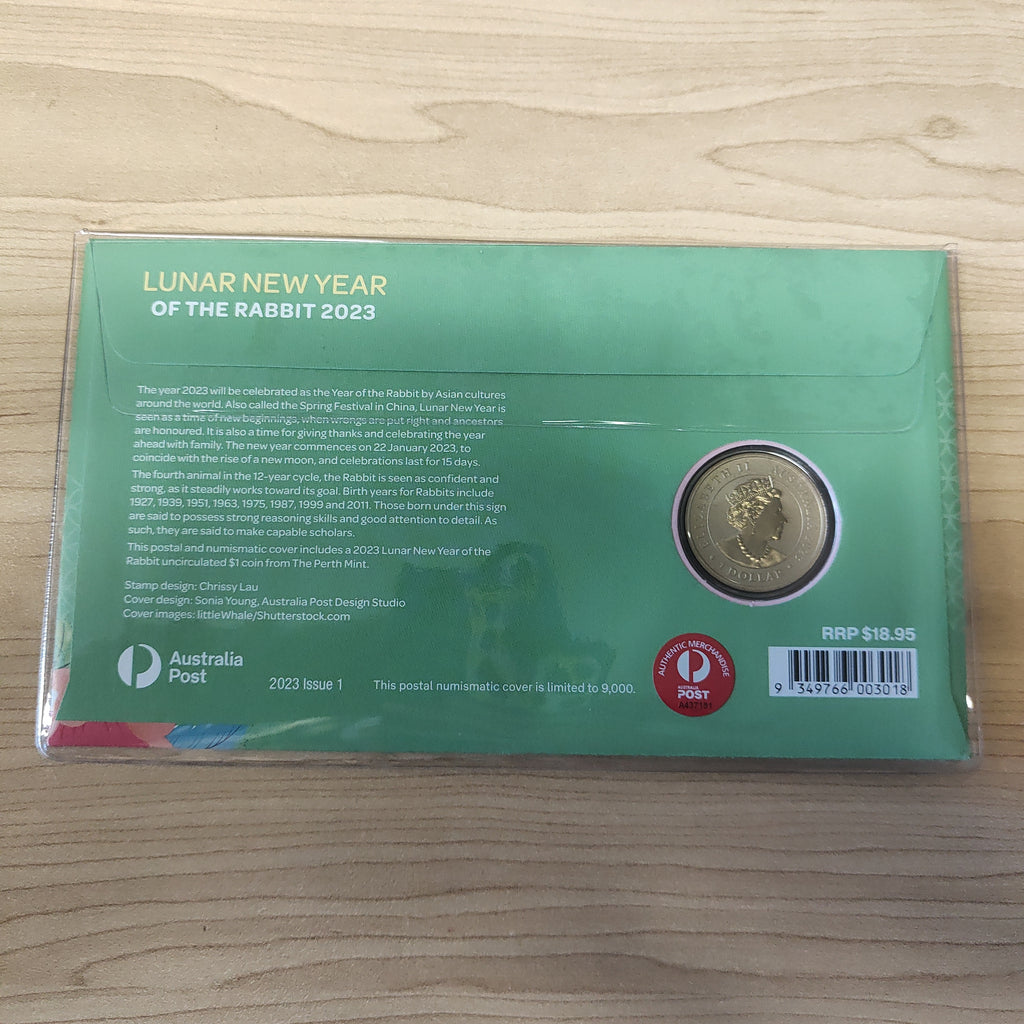 LUNAR NEW YEAR
OF THE RABBIT 2023
The year 2023 will be celebrated as the Year of the Rabbit by Asian cultures
around the world. Also called the Spring Festival in China, Lunar New Year is
seen as a time of new beginnings, when wrongs are put right and ancestors
are honoured. It is also a time for giving thanks and celebrating the year
ahead with family. The new year commences on 22 January 2023, to
coincide with the rise of a new moon, and celebrations last for 15 days.
The fourth animal in the 12-year cycle, the Rabbit is seen as confident and
strong, as it steadily works toward its goal. Birth years for Rabbits include
1927, 1939, 1951, 1963, 1975, 1987, 1999 and 2011. Those born under this sign
are said to possess strong reasoning skills and good attention to detail. As
such, they are said to make capable scholars.
This postal and numismatic cover includes a 2023 Lunar New Year of the
Rabbit uncirculated $1 coin from The Perth Mint.
Stamp design: Chrissy Lau
Cover design: Sonia Young, Australia Post Design Studio
Cover images: littleWhale/Shutterstock.com
ELIZABETH II AUSTRALIA 2023
1 DOLLAR
RRP $18.95
Australia
Post
2023 Issue 1
This postal numismatic cover is limited to 9,000.
AUTHENTIC MERCHANDISE
AUSTRALIA
POST
A437181
9 349766 003018